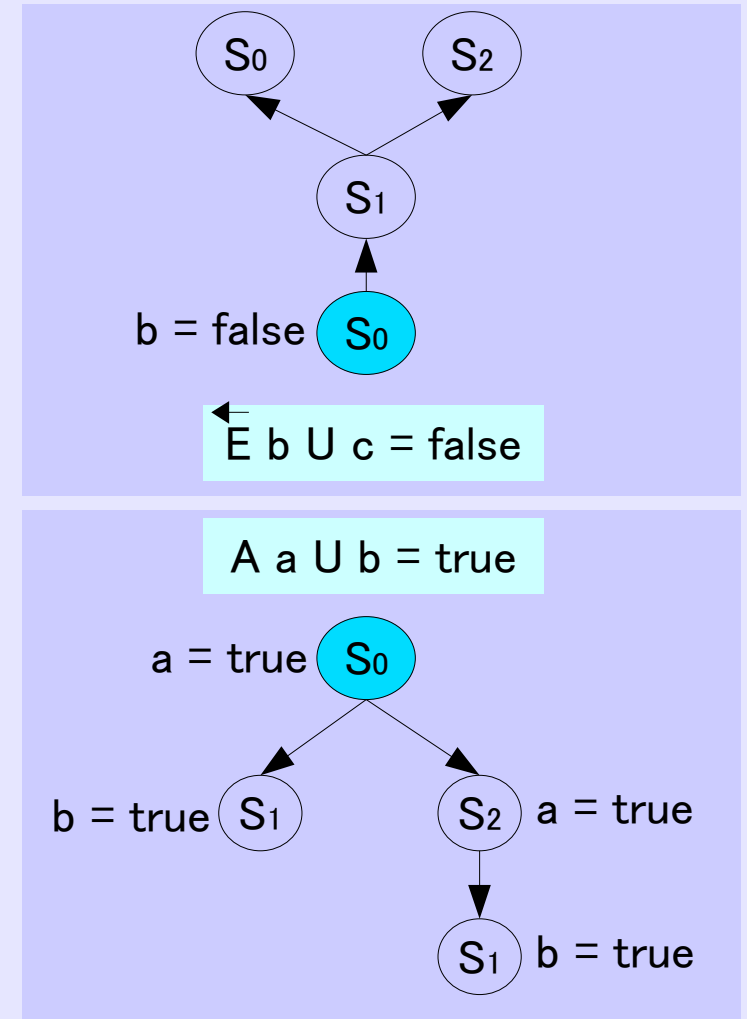 S0 S2
S1
b = false S0
E b U c = false
A a U b = true
a = true S0
b = true S1 S2 a = true
S1 b = true